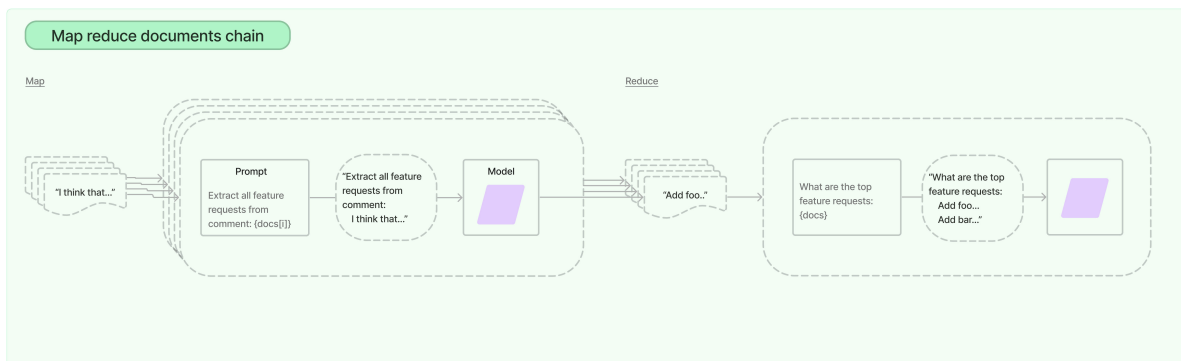 Map reduce documents chain
Map
Reduce
“I think that...”
Prompt
Extract all feature
requests from
comment: {docs[i]}
“Extract all feature
requests from
comment:
I think that...”
Model
“Add foo..”
What are the top
feature requests:
{docs}
“What are the top
feature requests:
Add foo...
Add bar...”